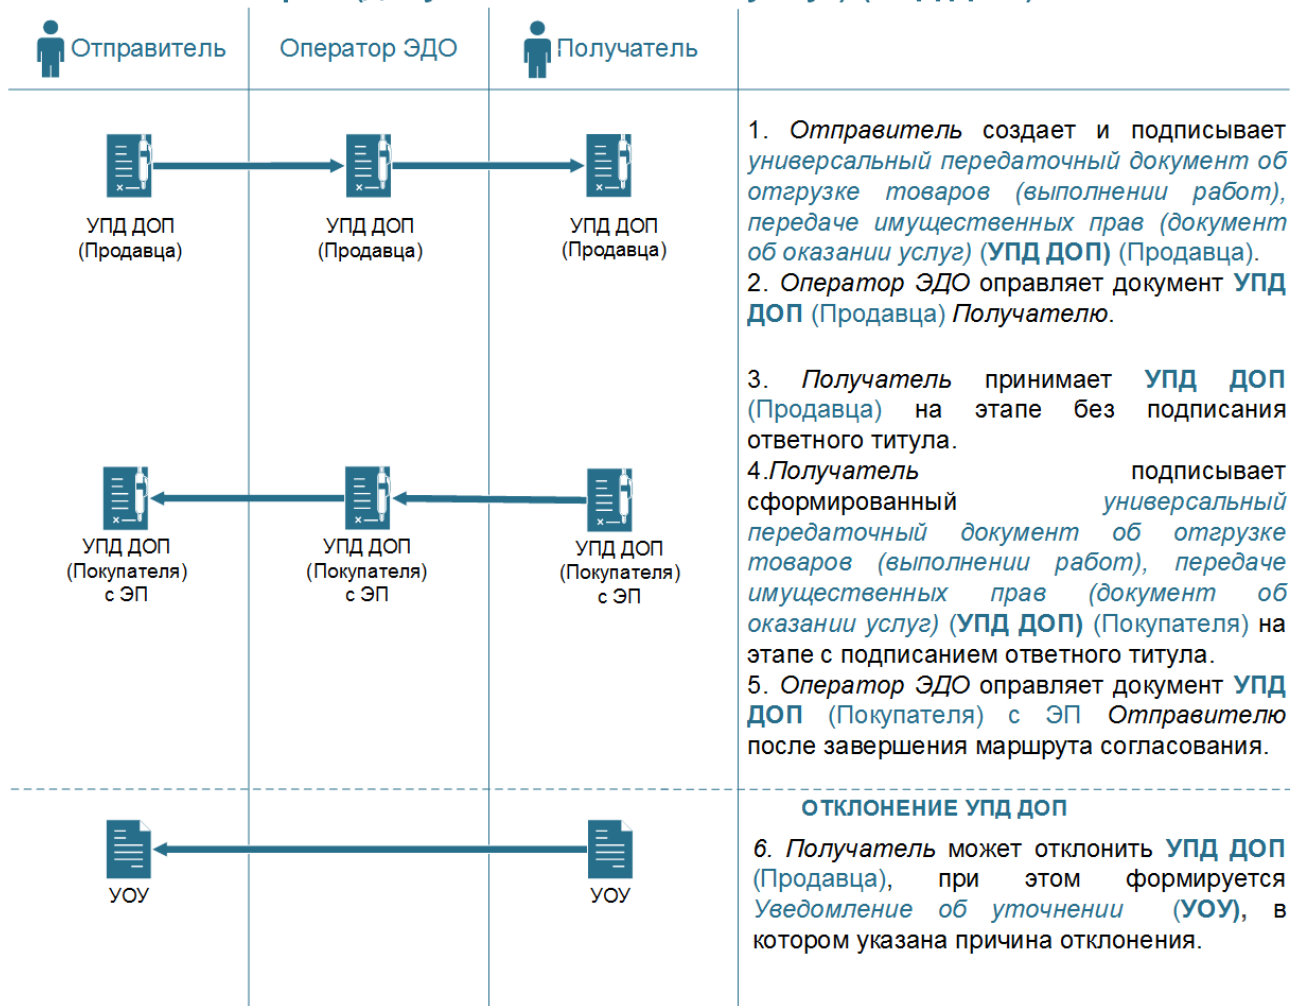 Отправитель
Оператор ЭДО
Получатель
УПД ДОП
(Продавца)
УПД ДОП
(Продавца)
УПД ДОП
(Продавца)
1. Отправитель создает и подписывает
универсальный передаточный документ об
отгрузке товаров (выполнении работ),
передаче имущественных прав (документ
об оказании услуг) (УПД ДОП) (Продавца).
2. Оператор ЭДО оправляет документ УПД
ДОП (Продавца) Получателю.
3. Получатель принимает УПД ДОП
(Продавца) на этапе без подписания
ответного титула.
4.Получатель подписывает
сформированный универсальный
передаточный документ об отгрузке
товаров (выполнении работ), передаче
имущественных прав (документ об
оказании услуг) (УПД ДОП) (Покупателя) на
этапе с подписанием ответного титула.
5. Оператор ЭДО оправляет документ УПД
ДОП (Покупателя) с ЭП Отправителю
после завершения маршрута согласования.
УПД ДОП
(Покупателя)
с ЭП
УПД ДОП
(Покупателя)
с ЭП
УПД ДОП
(Покупателя)
с ЭП
ОТКЛОНЕНИЕ УПД ДОП
6. Получатель может отклонить УПД ДОП
(Продавца), при этом формируется
Уведомление об уточнении (УОУ), в
котором указана причина отклонения.
УОУ
УОУ